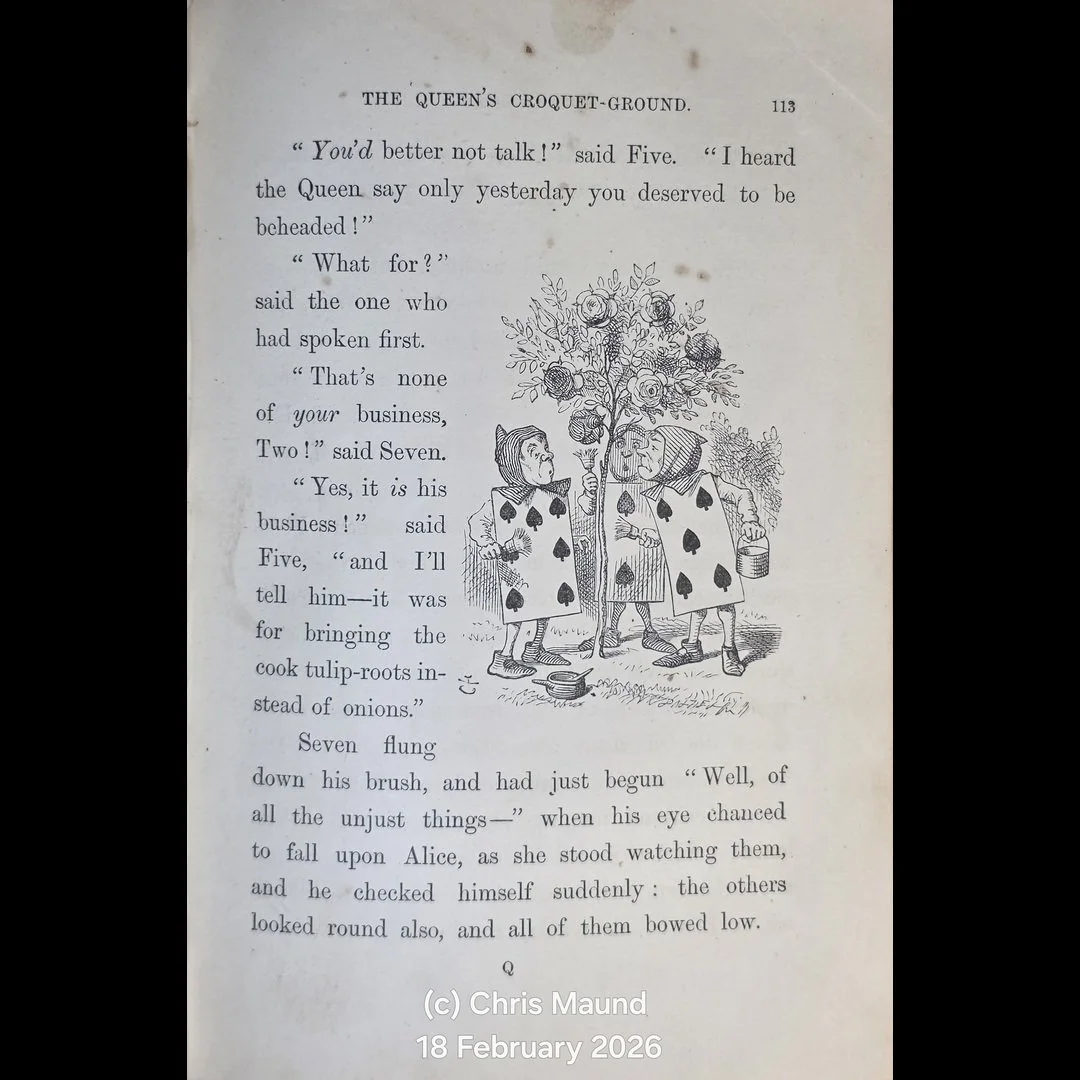 THE QUEEN'S CROQUET-GROUND. 113
“ You'd better not talk ! ” said Five. “ I heard
the Queen say only yesterday you deserved to be
beheaded ! ”
“ What for ? ”
said the one who
had spoken first.
“ That's none
of your business,
Two ! ” said Seven.
“ Yes, it is his
business ! ” said
Five, “ and I'll
tell him—it was
for bringing the
cook tulip-roots in-
stead of onions.”
Seven flung
down his brush, and had just begun “ Well, of
all the unjust things—” when his eye chanced
to fall upon Alice, as she stood watching them,
and he checked himself suddenly : the others
looked round also, and all of them bowed low.
Q
(c) Chris Maund
18 February 2026